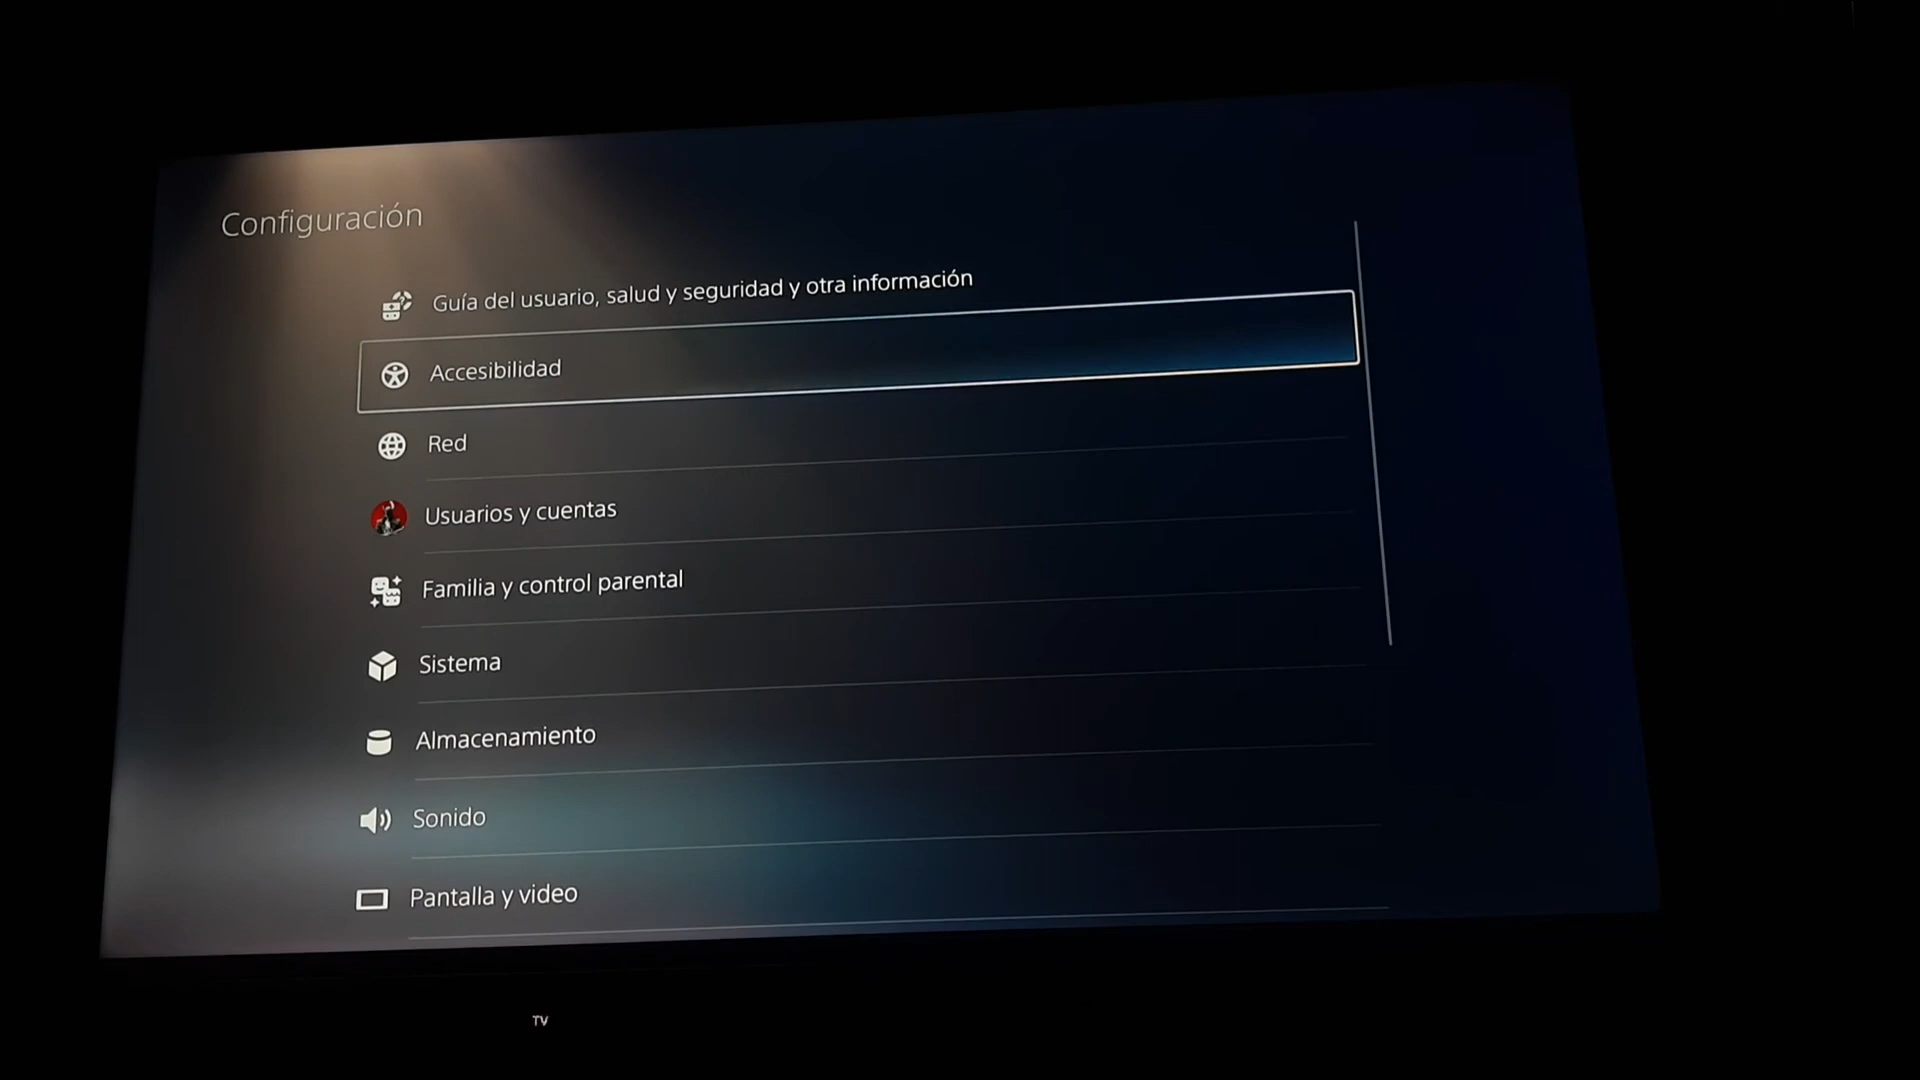 Configuración
Guía del usuario, salud y seguridad y otra información
Accesibilidad
Red
Usuarios y cuentas
Familia y control parental
Sistema
Almacenamiento
Sonido
Pantalla y video
TV